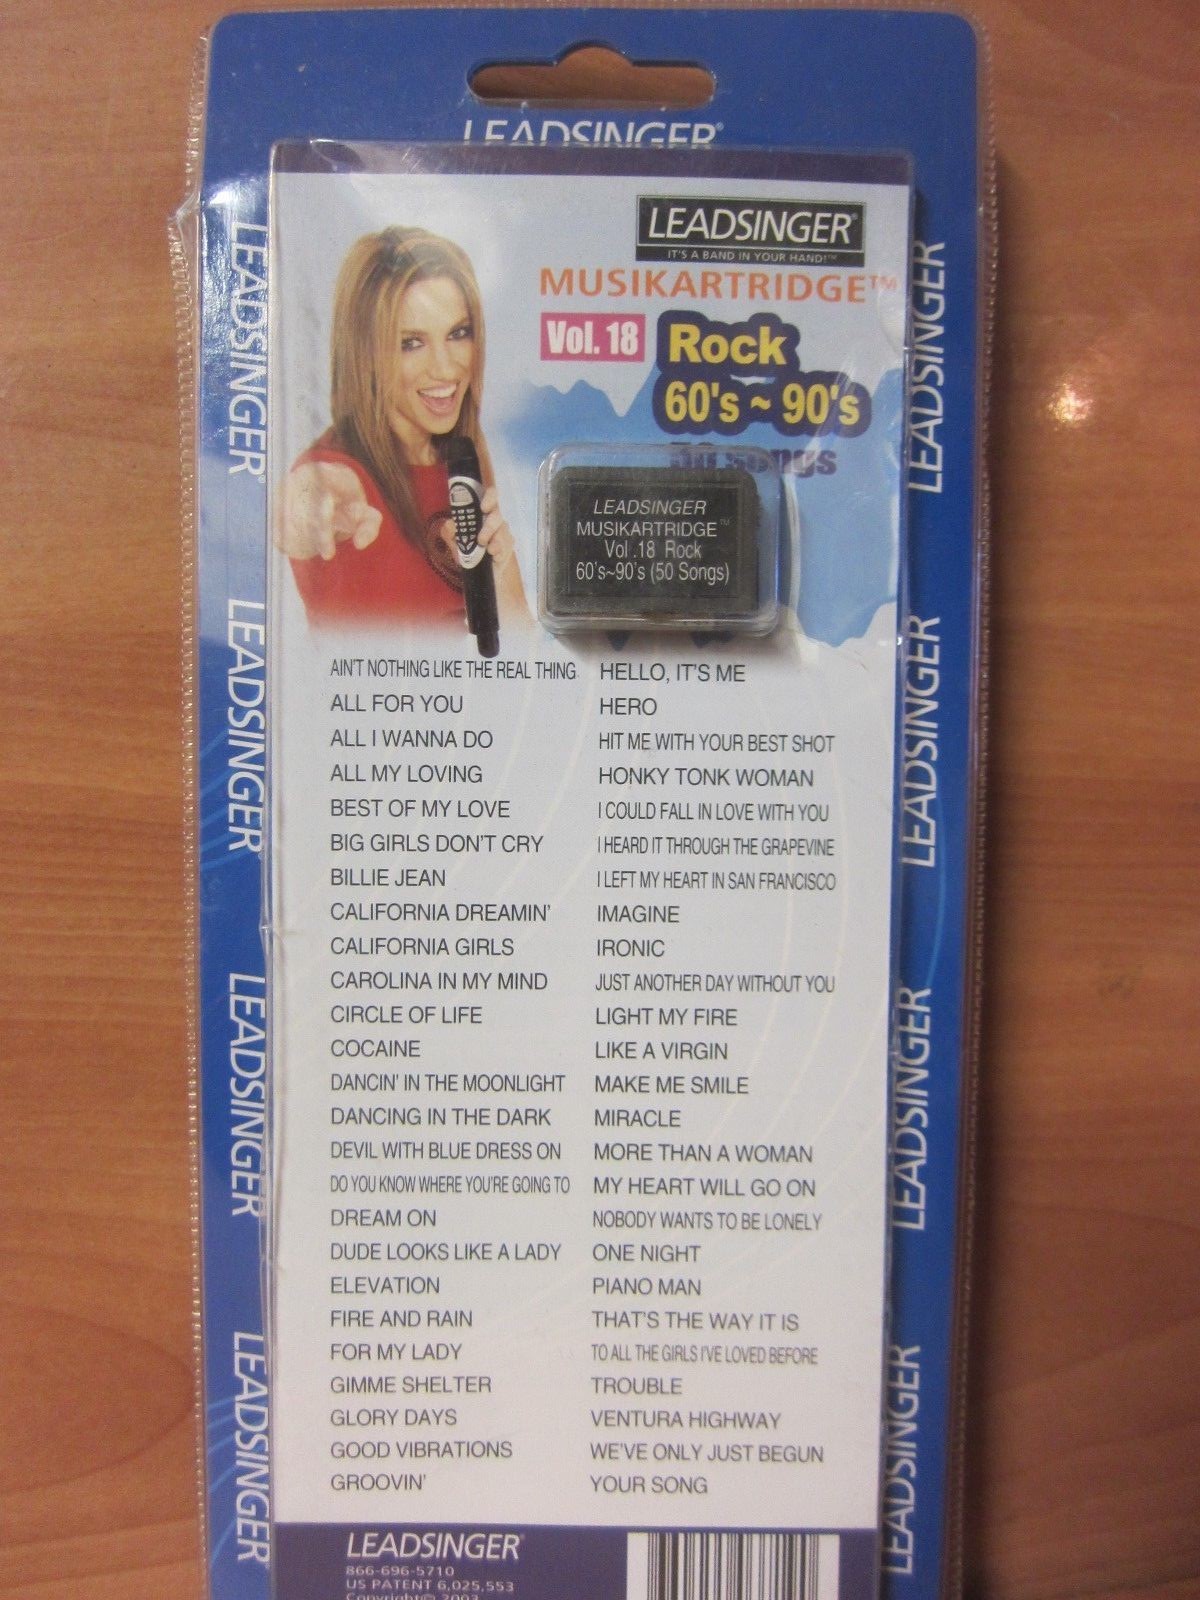 LEADSINGER®
LEADSINGER®
IT'S A BAND IN YOUR HAND!™
MUSIKARTRIDGE™
Vol. 18
Rock
60's ~ 90's
50 songs
LEADSINGER
MUSIKARTRIDGE™
Vol .18 Rock
60's~90's (50 Songs)
AIN'T NOTHING LIKE THE REAL THING
ALL FOR YOU
ALL I WANNA DO
ALL MY LOVING
BEST OF MY LOVE
BIG GIRLS DON'T CRY
BILLIE JEAN
CALIFORNIA DREAMIN'
CALIFORNIA GIRLS
CAROLINA IN MY MIND
CIRCLE OF LIFE
COCAINE
DANCIN' IN THE MOONLIGHT
DANCING IN THE DARK
DEVIL WITH BLUE DRESS ON
DO YOU KNOW WHERE YOU'RE GOING TO
DREAM ON
DUDE LOOKS LIKE A LADY
ELEVATION
FIRE AND RAIN
FOR MY LADY
GIMME SHELTER
GLORY DAYS
GOOD VIBRATIONS
GROOVIN'
HELLO, IT'S ME
HERO
HIT ME WITH YOUR BEST SHOT
HONKY TONK WOMAN
I COULD FALL IN LOVE WITH YOU
I HEARD IT THROUGH THE GRAPEVINE
I LEFT MY HEART IN SAN FRANCISCO
IMAGINE
IRONIC
JUST ANOTHER DAY WITHOUT YOU
LIGHT MY FIRE
LIKE A VIRGIN
MAKE ME SMILE
MIRACLE
MORE THAN A WOMAN
MY HEART WILL GO ON
NOBODY WANTS TO BE LONELY
ONE NIGHT
PIANO MAN
THAT'S THE WAY IT IS
TO ALL THE GIRLS I'VE LOVED BEFORE
TROUBLE
VENTURA HIGHWAY
WE'VE ONLY JUST BEGUN
YOUR SONG
LEADSINGER®
866-696-5710
US PATENT 6,025,553
Copyright© 2003
LEADSINGER®
LEADSINGER®
LEADSINGER
LEADSINGER
LEADSINGER
LEADSINGER
LEADSINGER
LEADSINGER